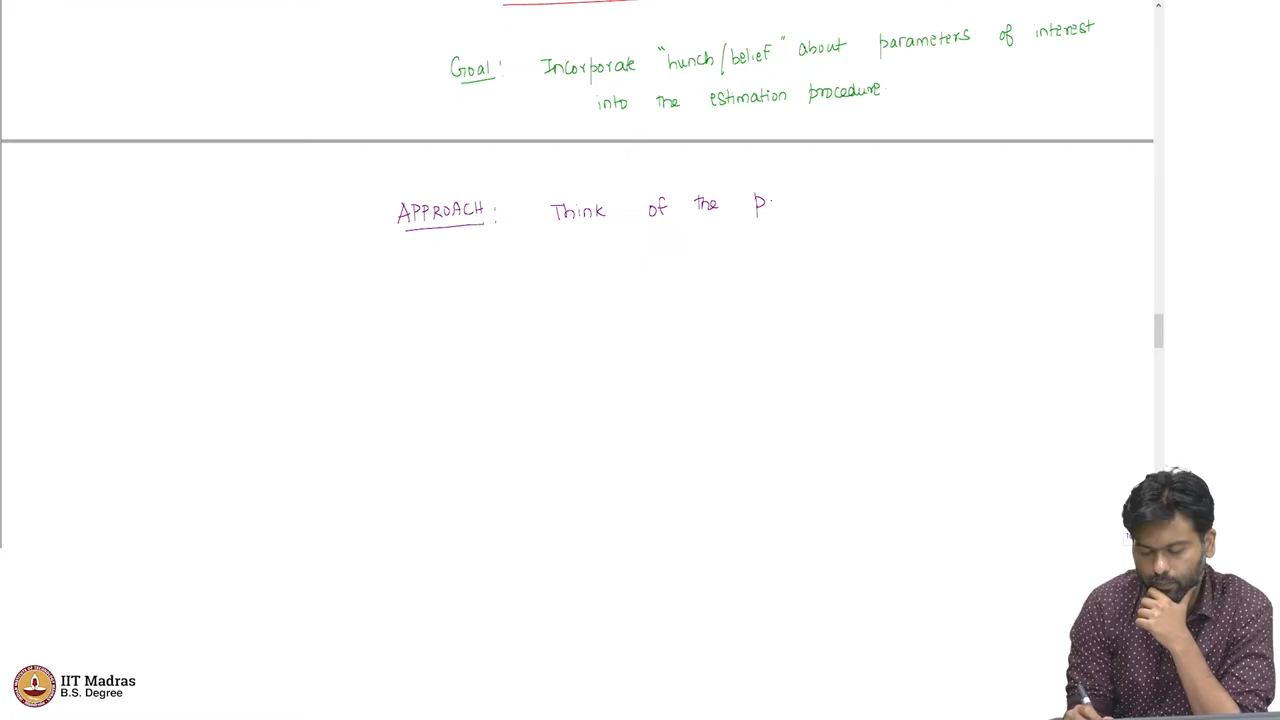 Goal: Incorporate "hunch/belief" about parameters of interest
into the estimation procedure.
APPROACH: Think of the p
IIT Madras
B.S. Degree